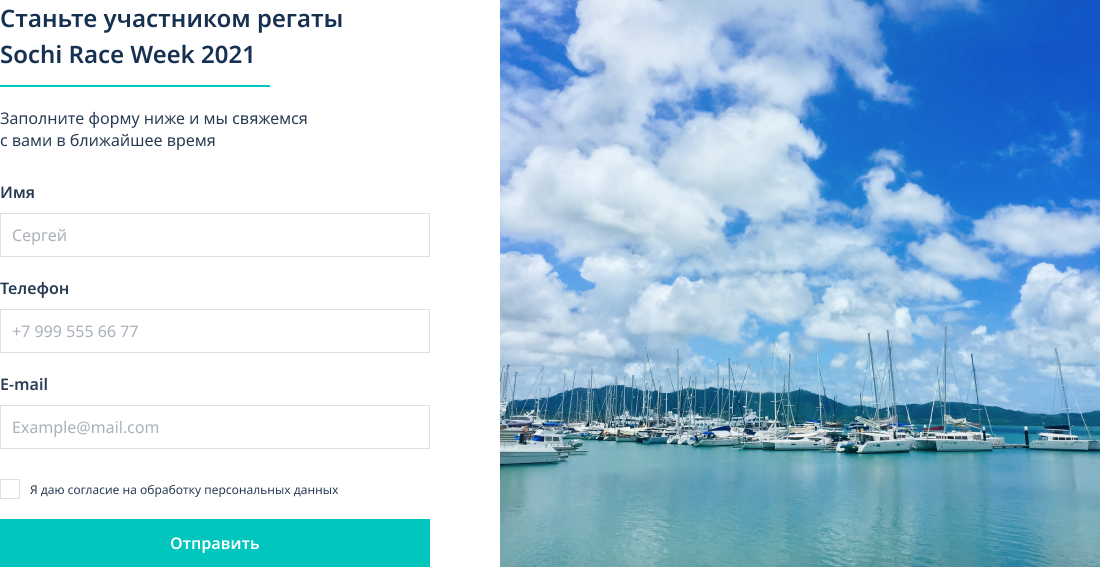 Станьте участником регаты
Sochi Race Week 2021
Заполните форму ниже и мы свяжемся
с вами в ближайшее время
Имя
Сергей
Телефон
+7 999 555 66 77
E-mail
Example@mail.com
Я даю согласие на обработку персональных данных
Отправить